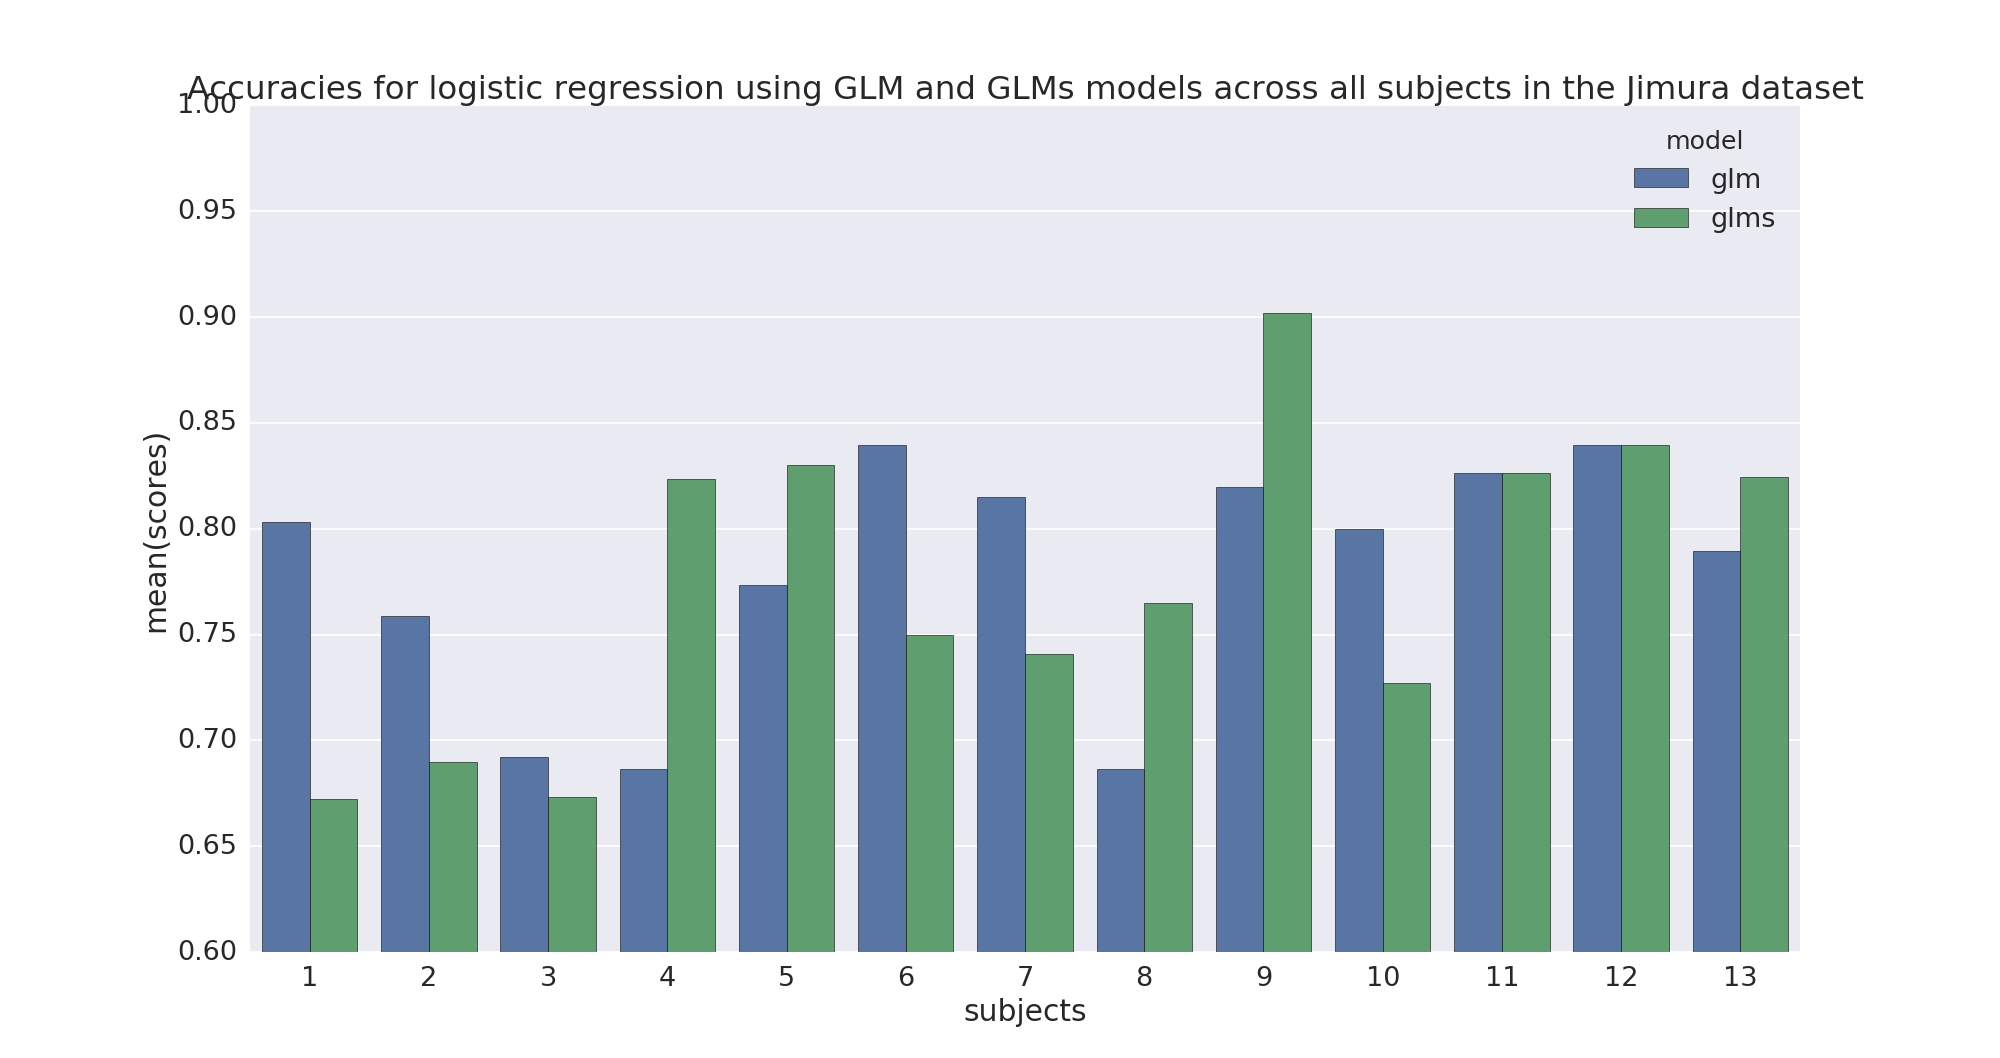 Accuracies for logistic regression using GLM and GLMs models across all subjects in the Jimura dataset
1.00
0.95
0.90
0.85
0.80
0.75
0.70
0.65
0.60
mean(scores)
model
glm
glms
1 2 3 4 5 6 7 8 9 10 11 12 13
subjects